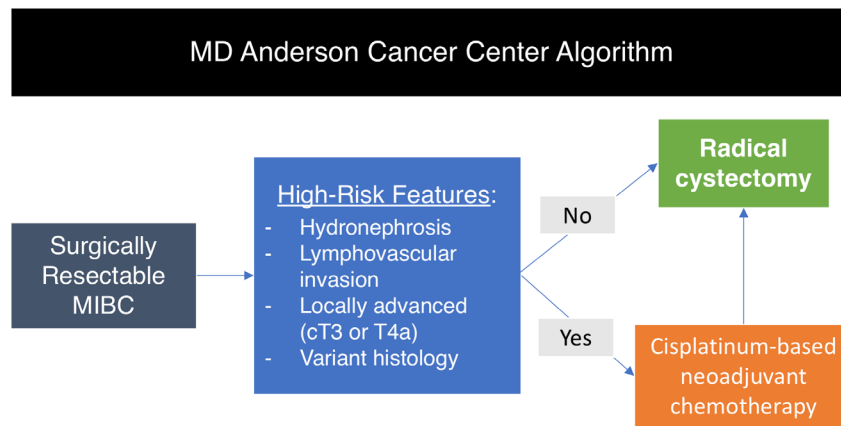 MD Anderson Cancer Center Algorithm
Surgically
Resectable
MIBC
High-Risk Features:
- Hydronephrosis
- Lymphovascular
invasion
- Locally advanced
(cT3 or T4a)
- Variant histology
No
Yes
Radical
cystectomy
Cisplatinum-based
neoadjuvant
chemotherapy